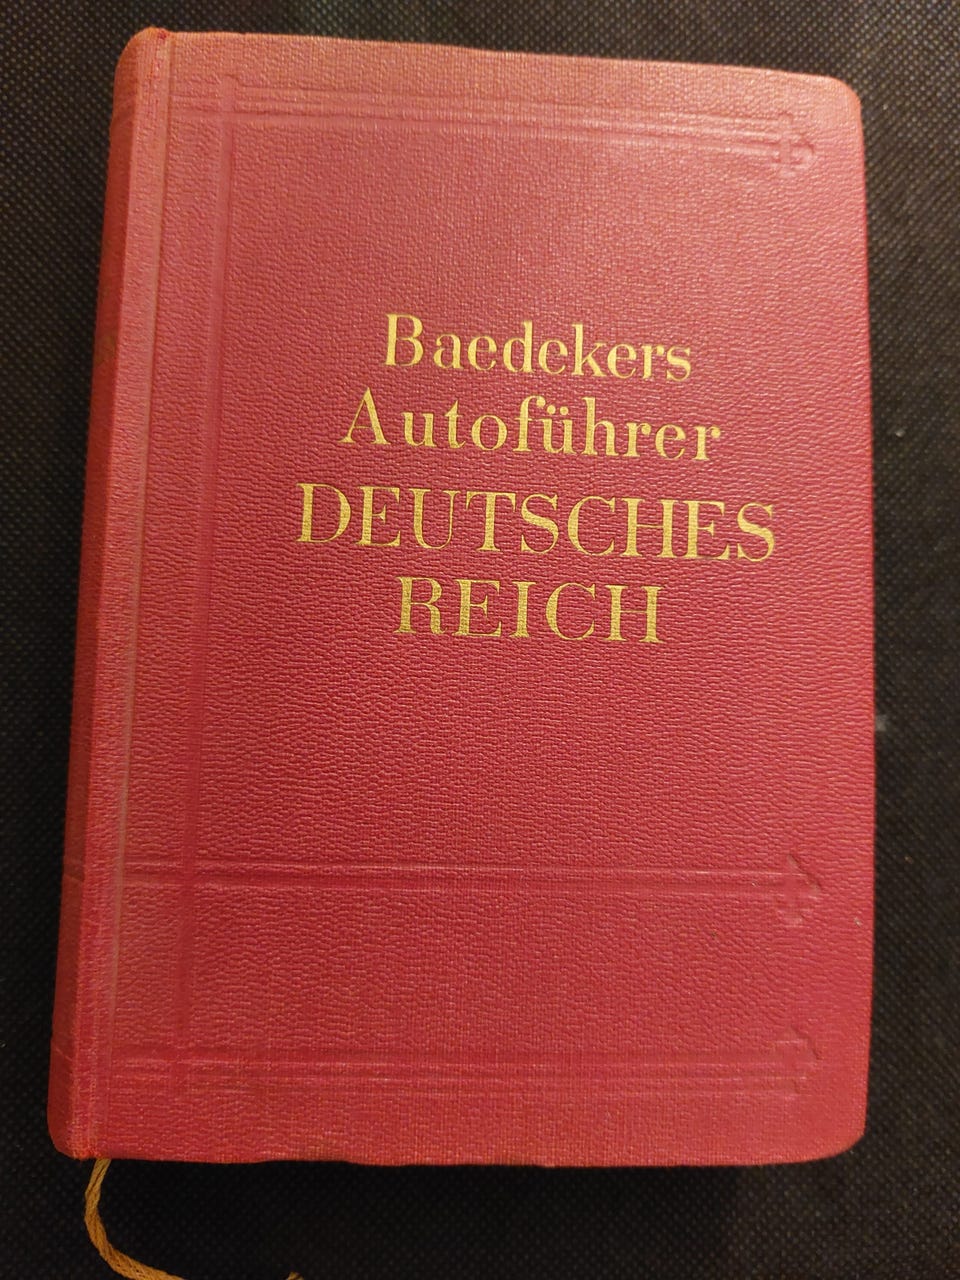 Baedekers
Autoführer
DEUTSCHES
REICH